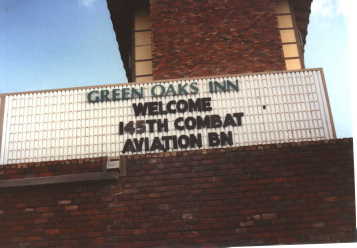 GREEN OAKS INN
WELCOME
145TH COMBAT
AVIATION BN